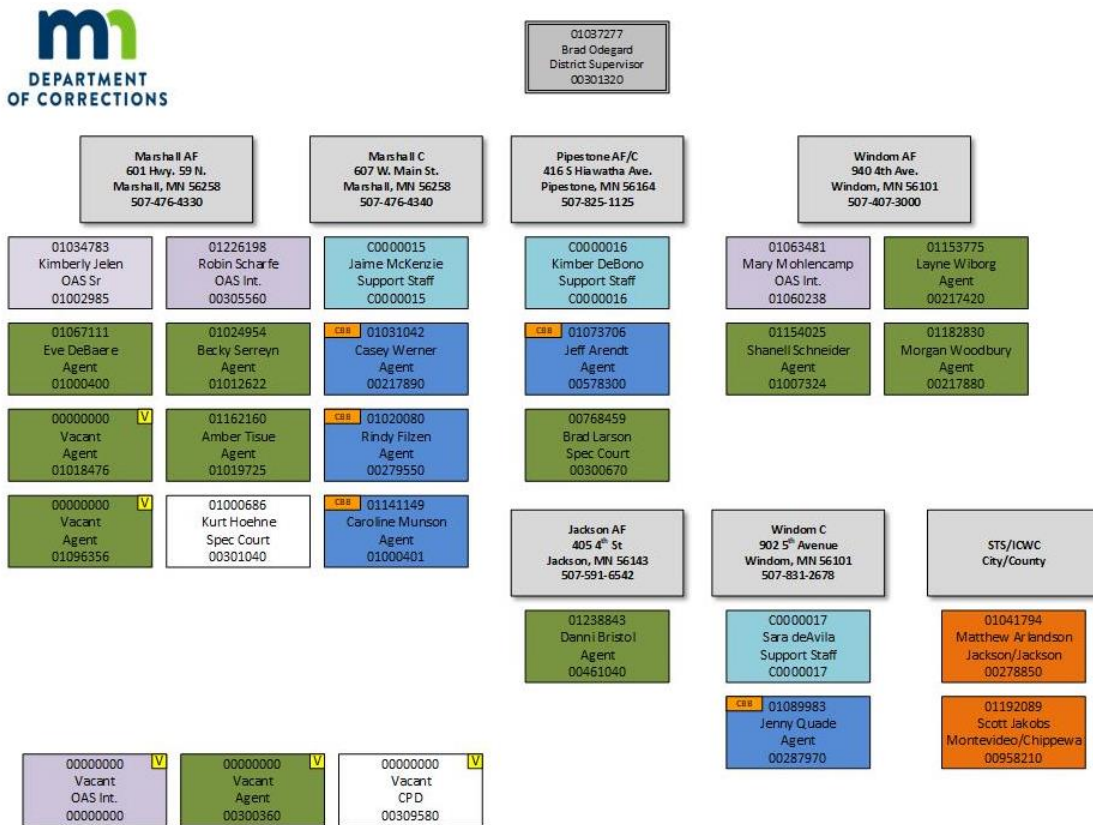 DEPARTMENT
OF CORRECTIONS
01037277
Brad Odegard
District Supervisor
00301320
Marshall AF
601 Hwy. 59 N.
Marshall, MN 56258
507-476-4330
Marshall C
607 W. Main St.
Marshall, MN 56258
507-476-4340
Pipestone AF/C
416 S Hiawatha Ave.
Pipestone, MN 56164
507-825-1125
Windom AF
940 4th Ave.
Windom, MN 56101
507-407-3000
01034783
Kimberly Jelen
OAS Sr
01002985
01226198
Robin Scharfe
OAS Int.
00305560
C0000015
Jaime McKenzie
Support Staff
C0000015
C0000016
Kimber DeBono
Support Staff
C0000016
01063481
Mary Mohlencamp
OAS Int.
01060238
01153775
Layne Wiborg
Agent
00217420
01067111
Eve DeBaere
Agent
01000400
01024954
Becky Serreyn
Agent
01012622
CBB 01031042
Casey Werner
Agent
00217890
CBB 01073706
Jeff Arendt
Agent
00578300
01154025
Shanell Schneider
Agent
01007324
01182830
Morgan Woodbury
Agent
00217880
00000000 V
Vacant
Agent
01018476
01162160
Amber Tisue
Agent
01019725
CBB 01020080
Rindy Filzen
Agent
00279550
00768459
Brad Larson
Spec Court
00300670
00000000 V
Vacant
Agent
01096356
01000686
Kurt Hoehne
Spec Court
00301040
CBB 01141149
Caroline Munson
Agent
01000401
Jackson AF
405 4th St
Jackson, MN 56143
507-591-6542
Windom C
902 5th Avenue
Windom, MN 56101
507-831-2678
STS/ICWC
City/County
01238843
Danni Bristol
Agent
00461040
C0000017
Sara deAvila
Support Staff
C0000017
01041794
Matthew Arlandson
Jackson/Jackson
00278850
CBB 01089983
Jenny Quade
Agent
00287970
01192089
Scott Jakobs
Montevideo/Chippewa
00958210
00000000 V
Vacant
OAS Int.
00000000
00000000 V
Vacant
Agent
00300360
00000000 V
Vacant
CPD
00309580